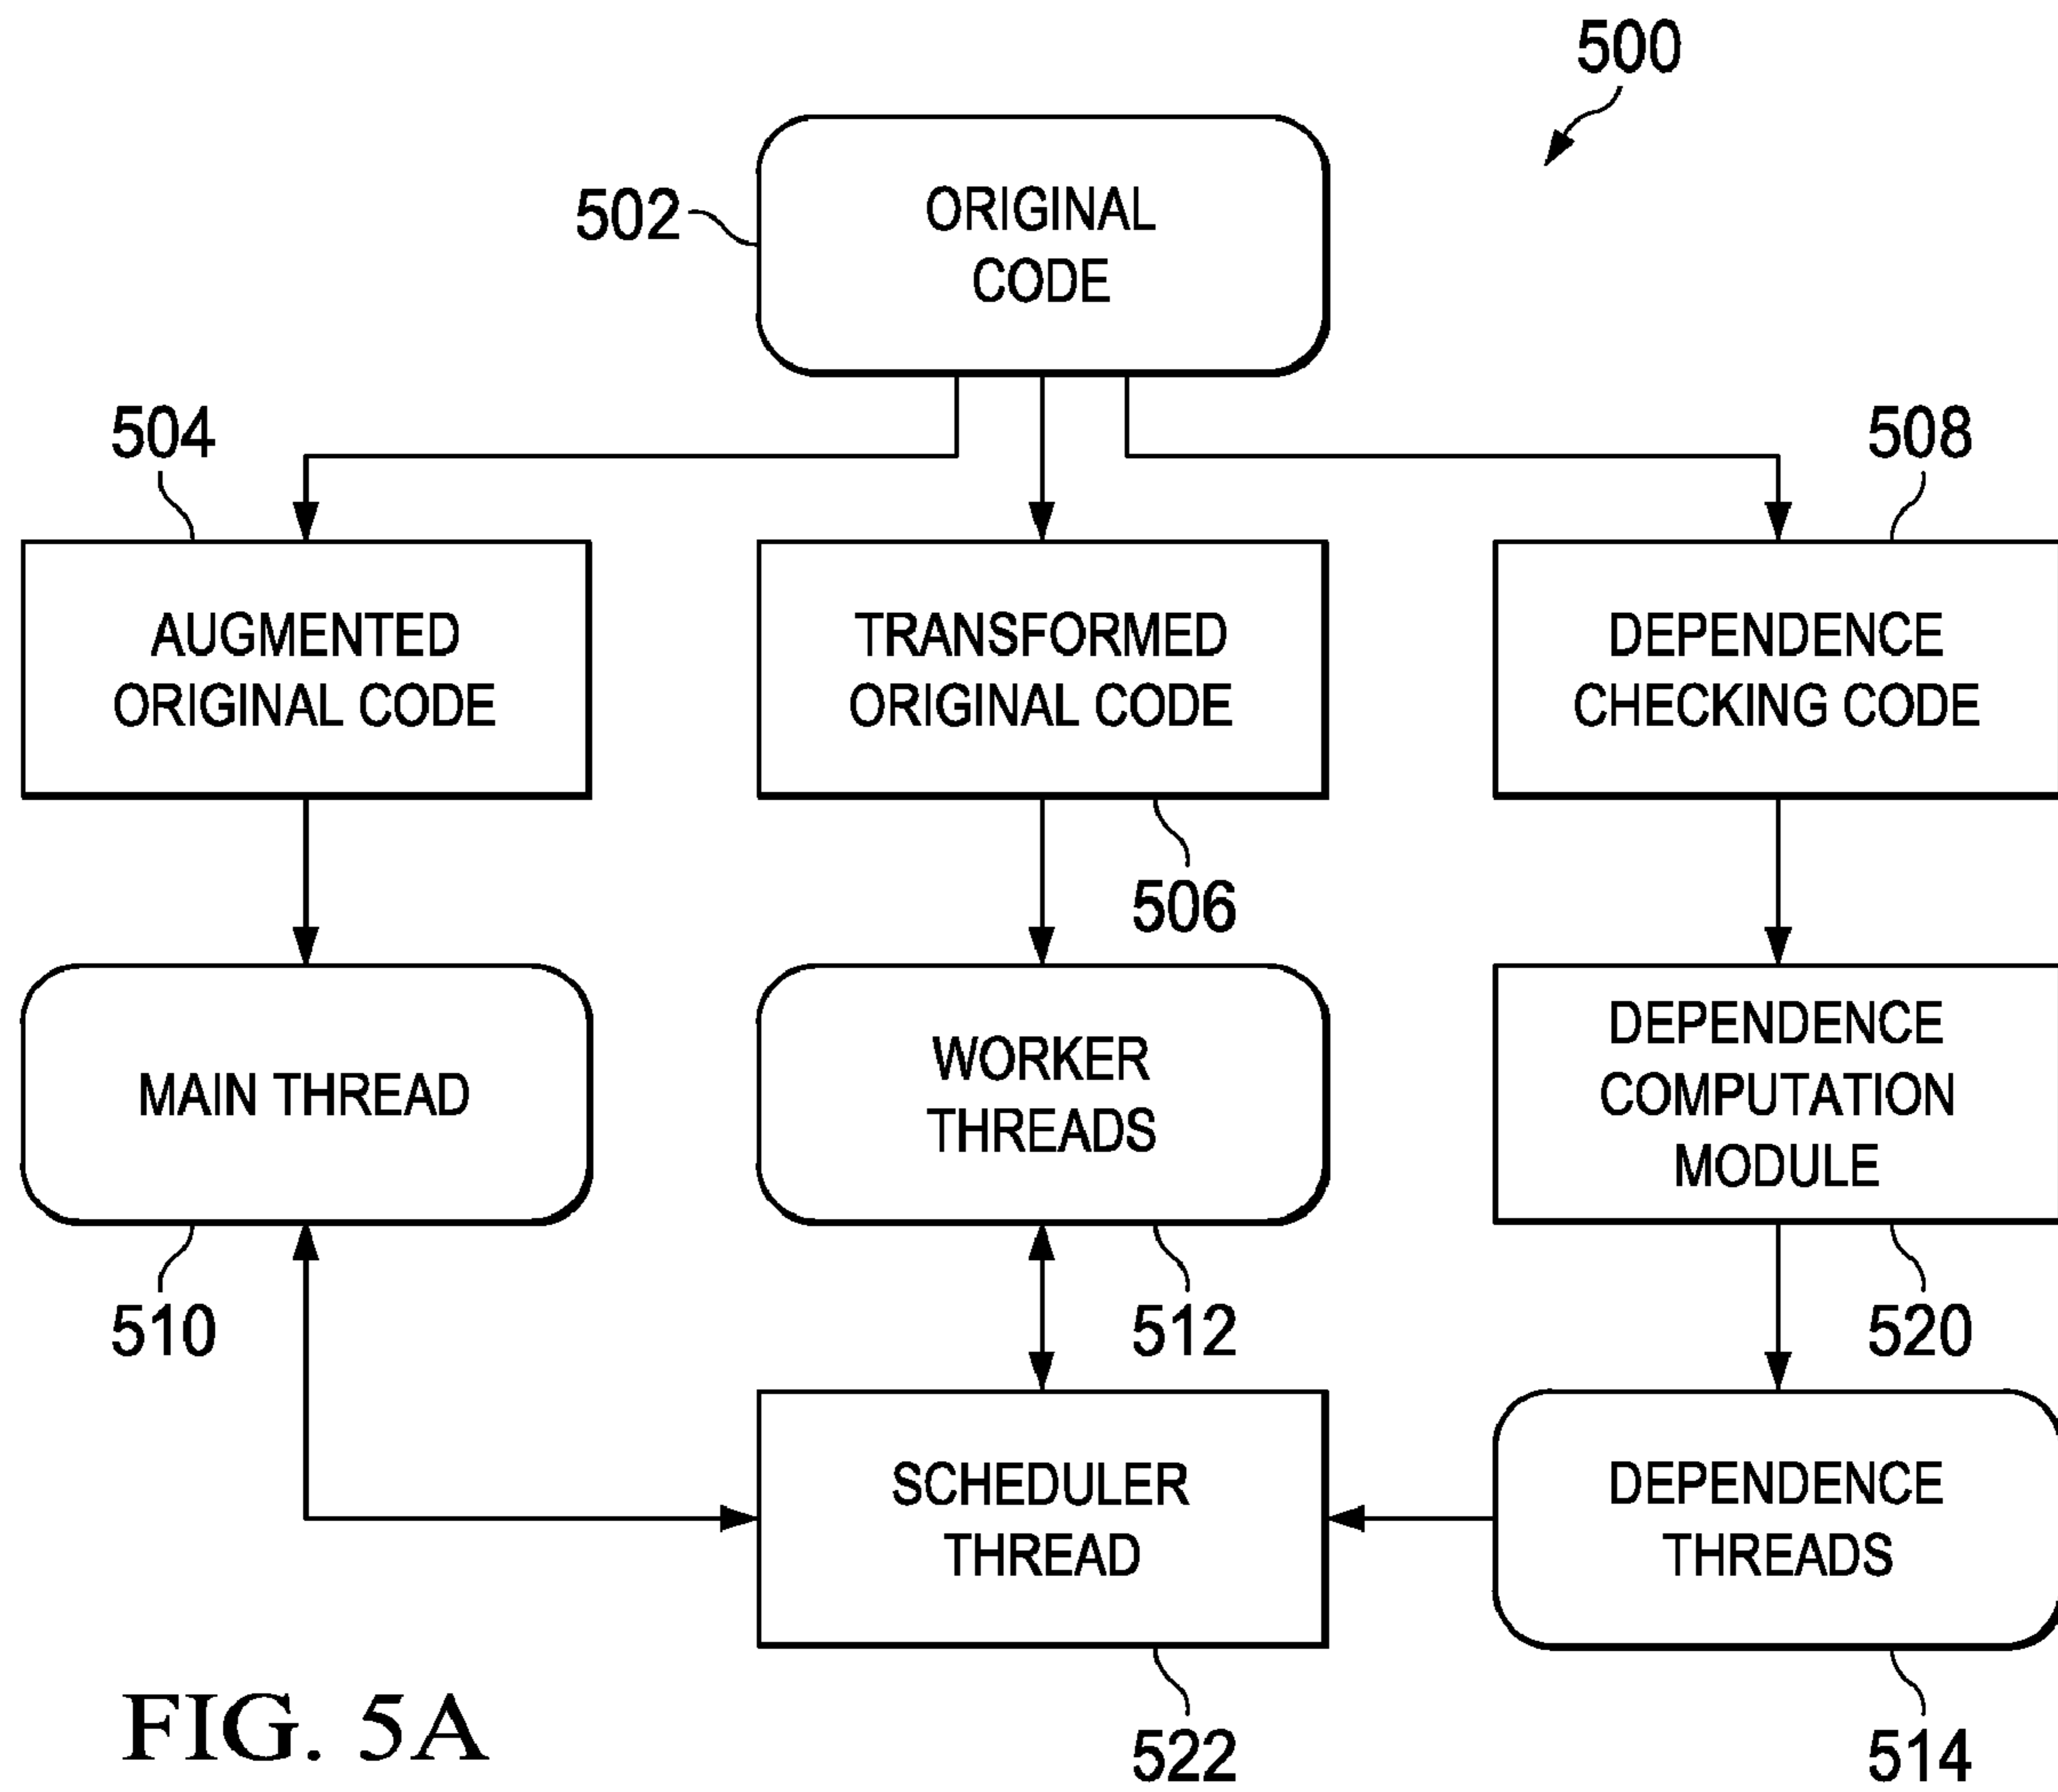 500
502
ORIGINAL
CODE
504
508
AUGMENTED
ORIGINAL CODE
TRANSFORMED
ORIGINAL CODE
DEPENDENCE
CHECKING CODE
506
MAIN THREAD
WORKER
THREADS
DEPENDENCE
COMPUTATION
MODULE
510
512
520
SCHEDULER
THREAD
DEPENDENCE
THREADS
FIG. 5A
522
514